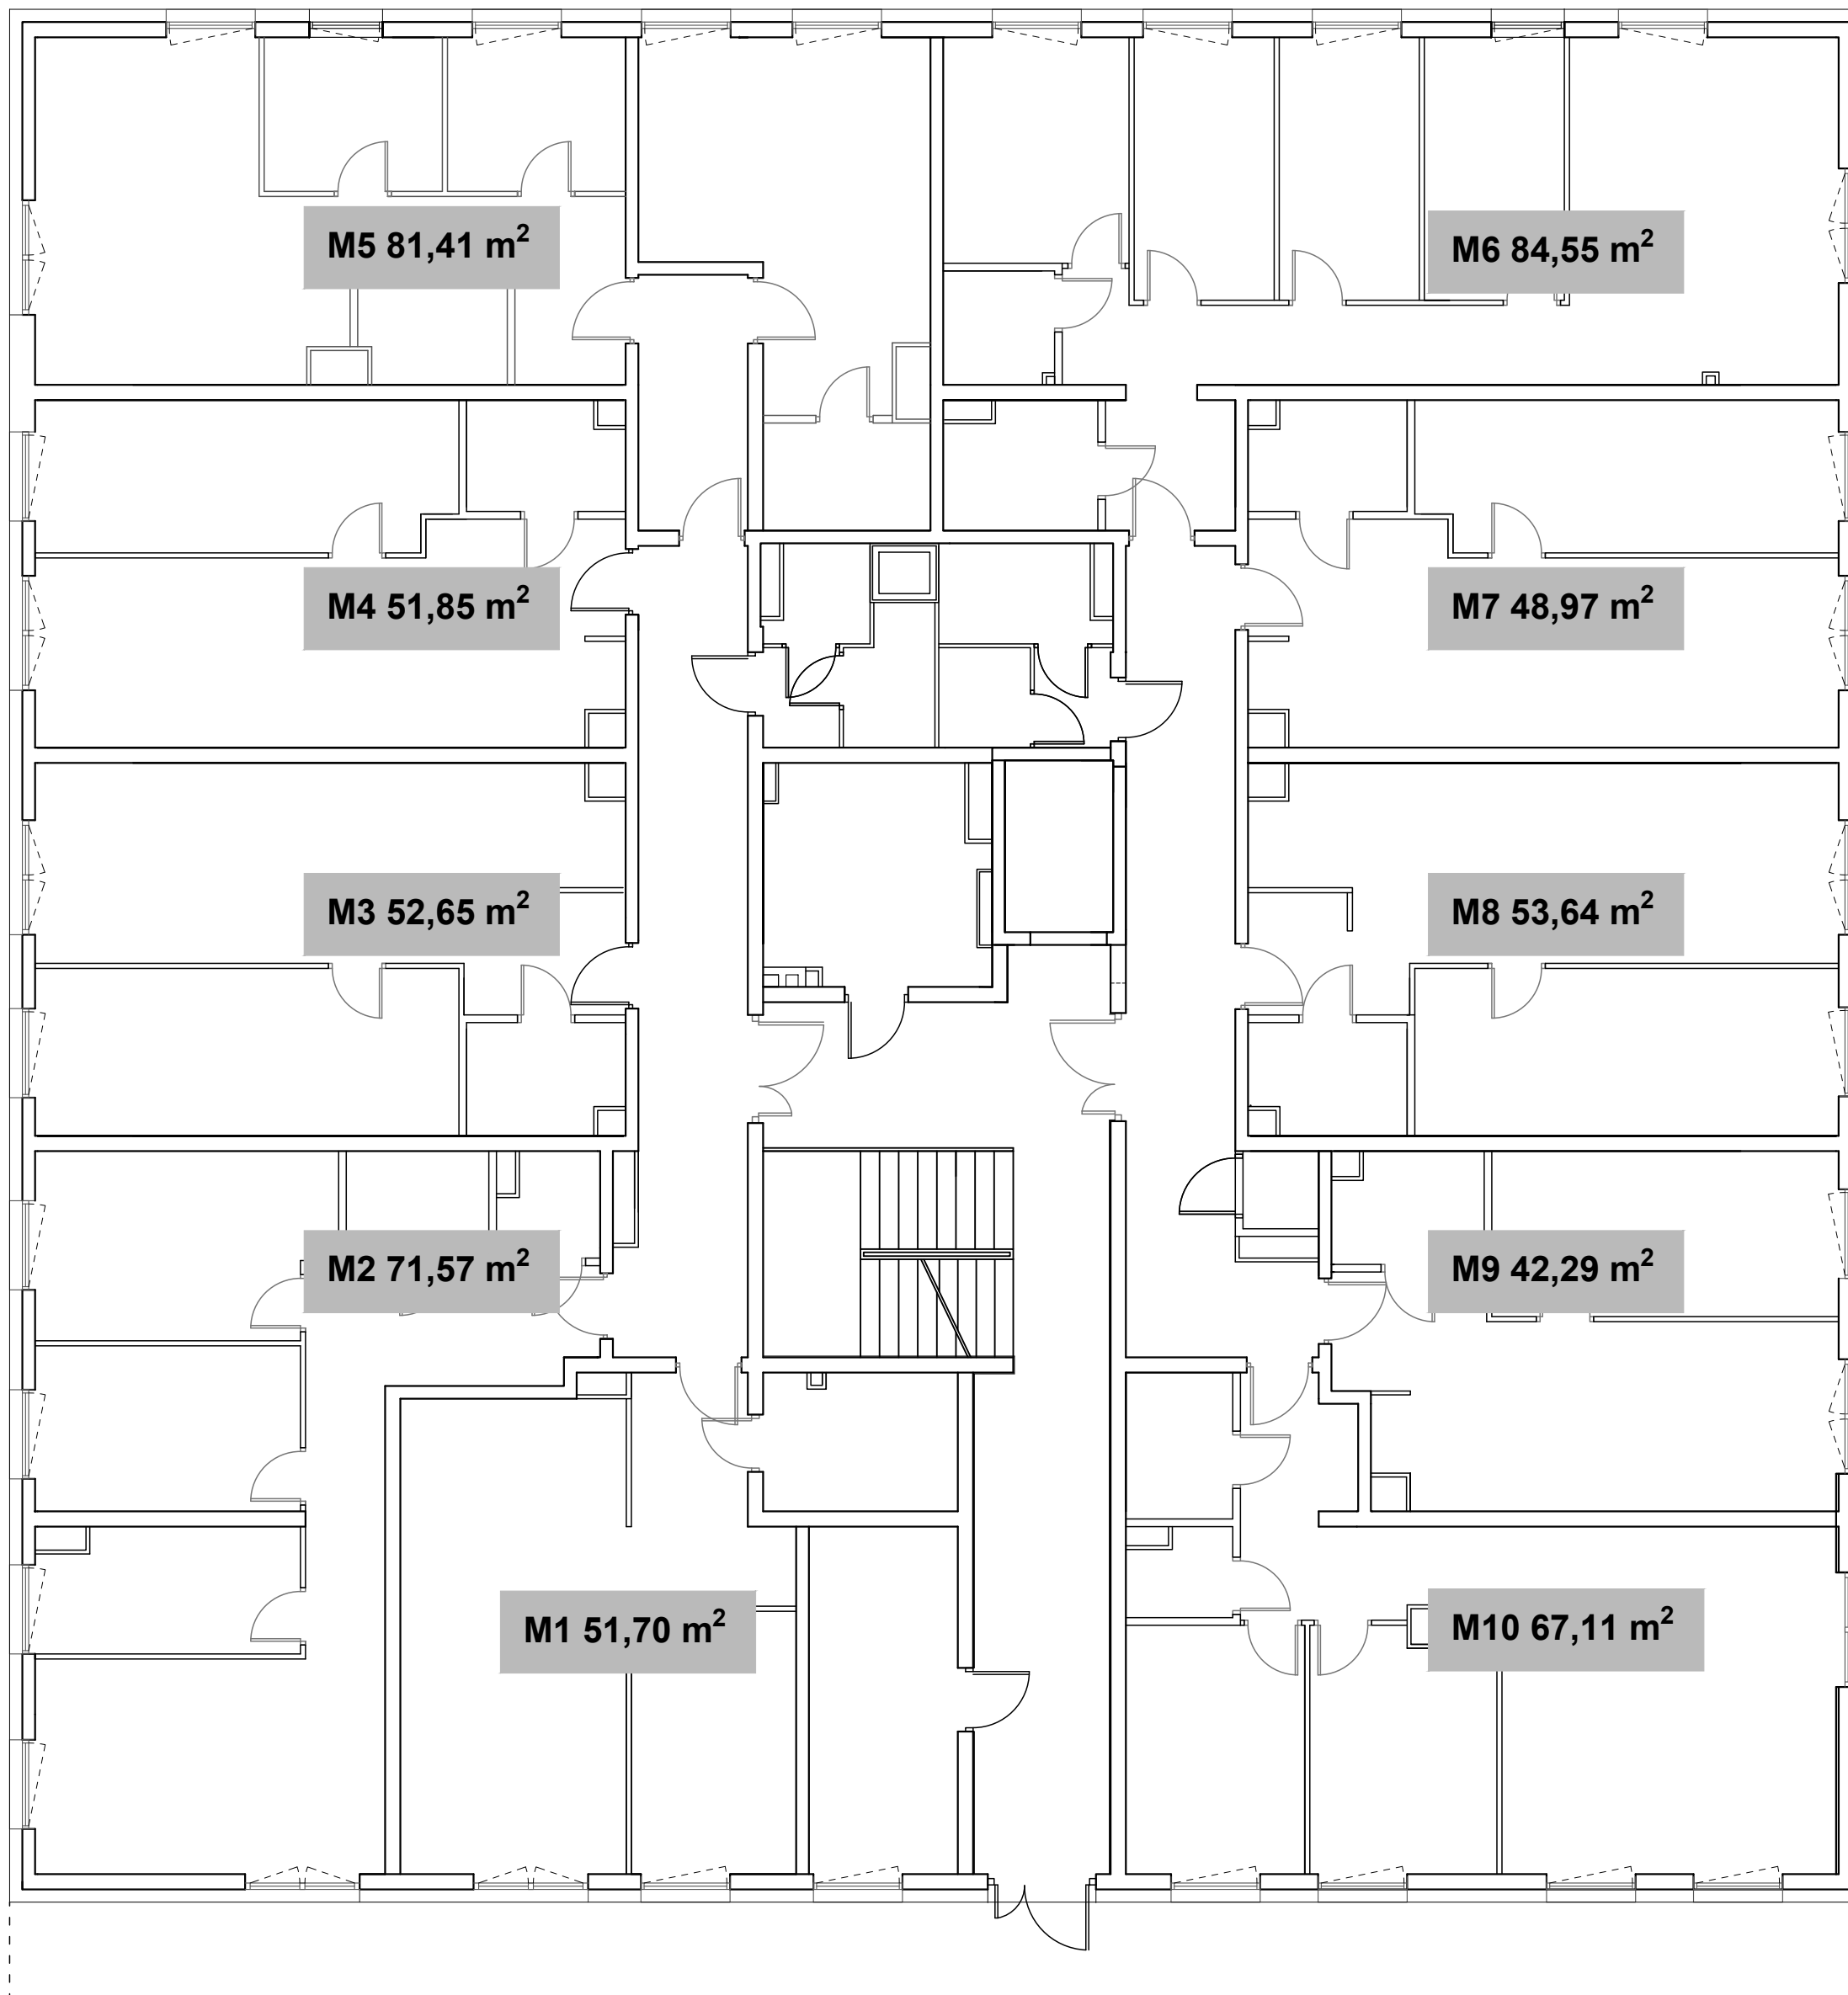 M5 81,41 m²
M6 84,55 m²
M4 51,85 m²
M7 48,97 m²
M3 52,65 m²
M8 53,64 m²
M2 71,57 m²
M9 42,29 m²
M1 51,70 m²
M10 67,11 m²